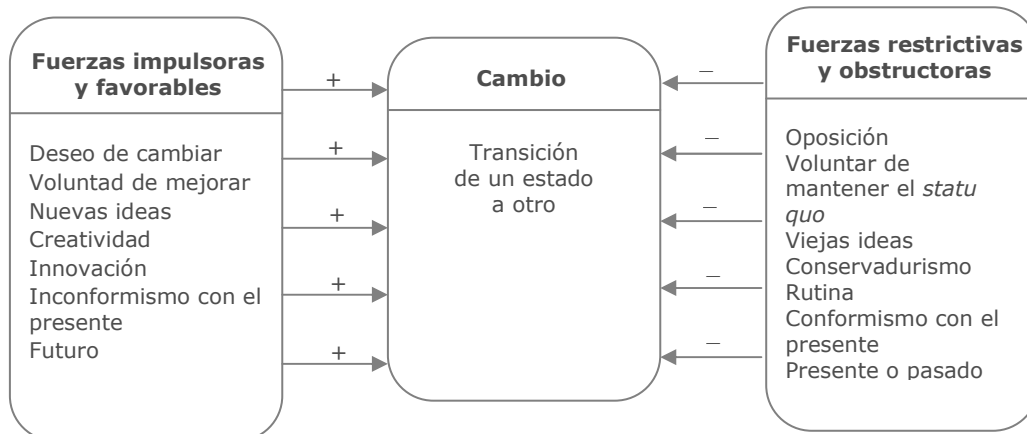 Fuerzas impulsoras
y favorables
Deseo de cambiar
Voluntad de mejorar
Nuevas ideas
Creatividad
Innovación
Inconformismo con el
presente
Futuro
+
+
+
+
+
Cambio
Transición
de un estado
a otro
–
–
–
–
–
Fuerzas restrictivas
y obstructoras
Oposición
Voluntar de
mantener el statu
quo
Viejas ideas
Conservadurismo
Rutina
Conformismo con el
presente
Presente o pasado